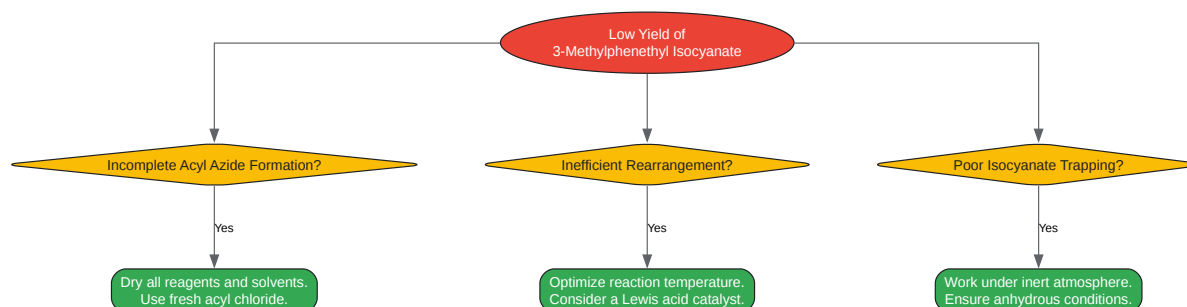 Low Yield of
3-Methylphenethyl Isocyanate
Incomplete Acyl Azide Formation?
Inefficient Rearrangement?
Poor Isocyanate Trapping?
Yes
Yes
Yes
Dry all reagents and solvents.
Use fresh acyl chloride.
Optimize reaction temperature.
Consider a Lewis acid catalyst.
Work under inert atmosphere.
Ensure anhydrous conditions.